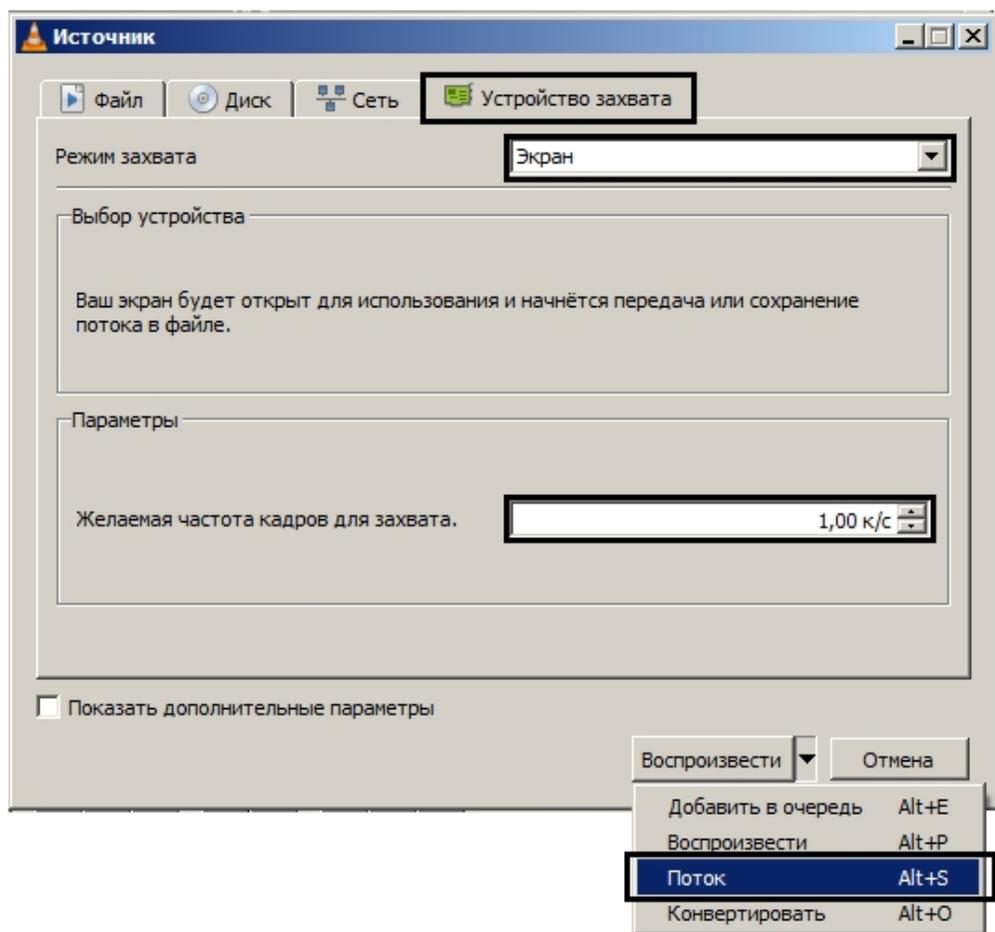 Источник
Файл Диск Сеть Устройство захвата
Режим захвата Экран
Выбор устройства
Ваш экран будет открыт для использования и начнётся передача или сохранение
потока в файле.
Параметры
Желаемая частота кадров для захвата. 1,00 к/с
Показать дополнительные параметры
Воспроизвести Отмена
Добавить в очередь Alt+E
Воспроизвести Alt+P
Поток Alt+S
Конвертировать Alt+O